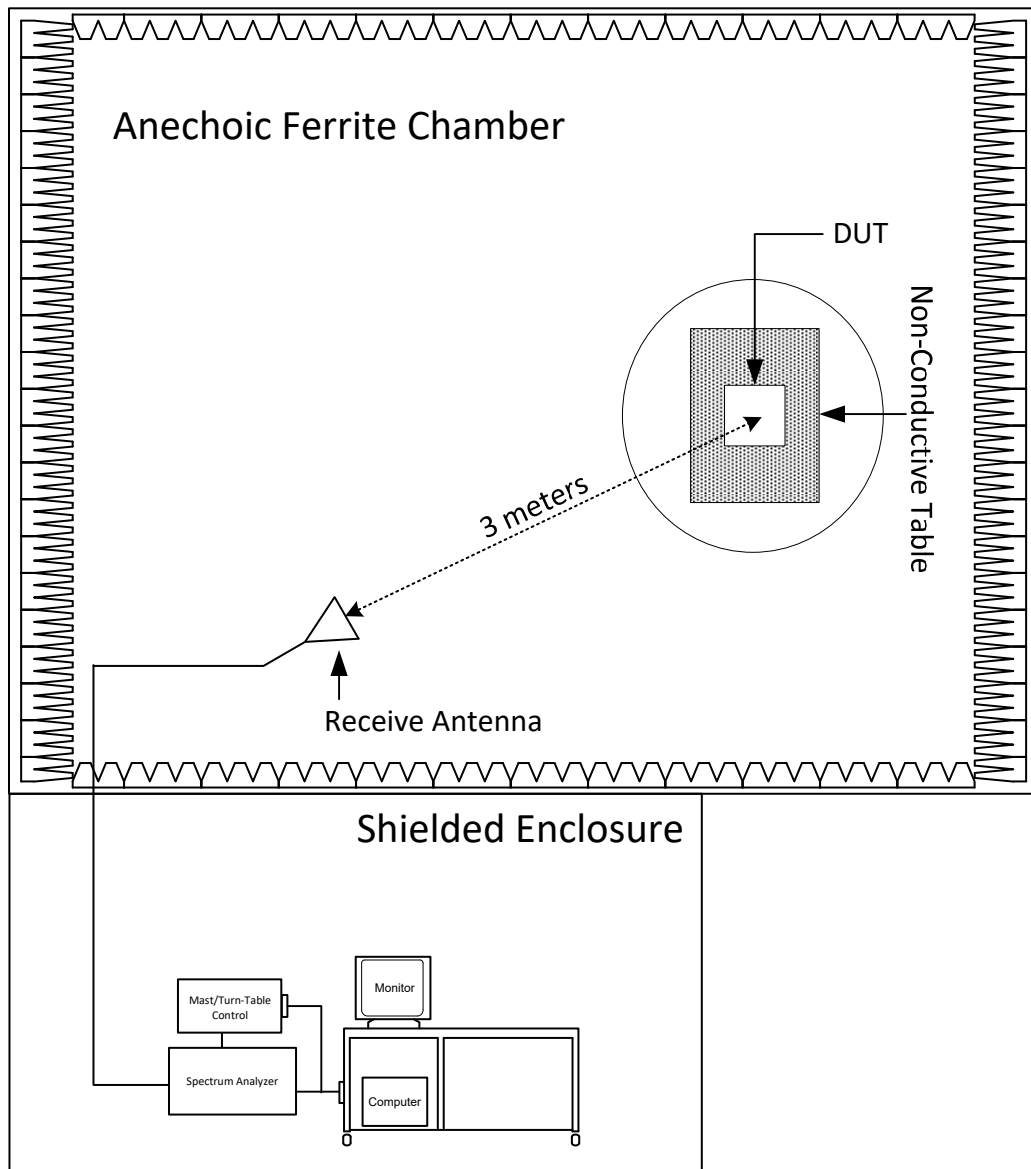 Anechoic Ferrite Chamber
DUT
Non-Conductive Table
3 meters
Receive Antenna
Shielded Enclosure
Monitor
Mast/Turn-Table
Control
Spectrum Analyzer
Computer